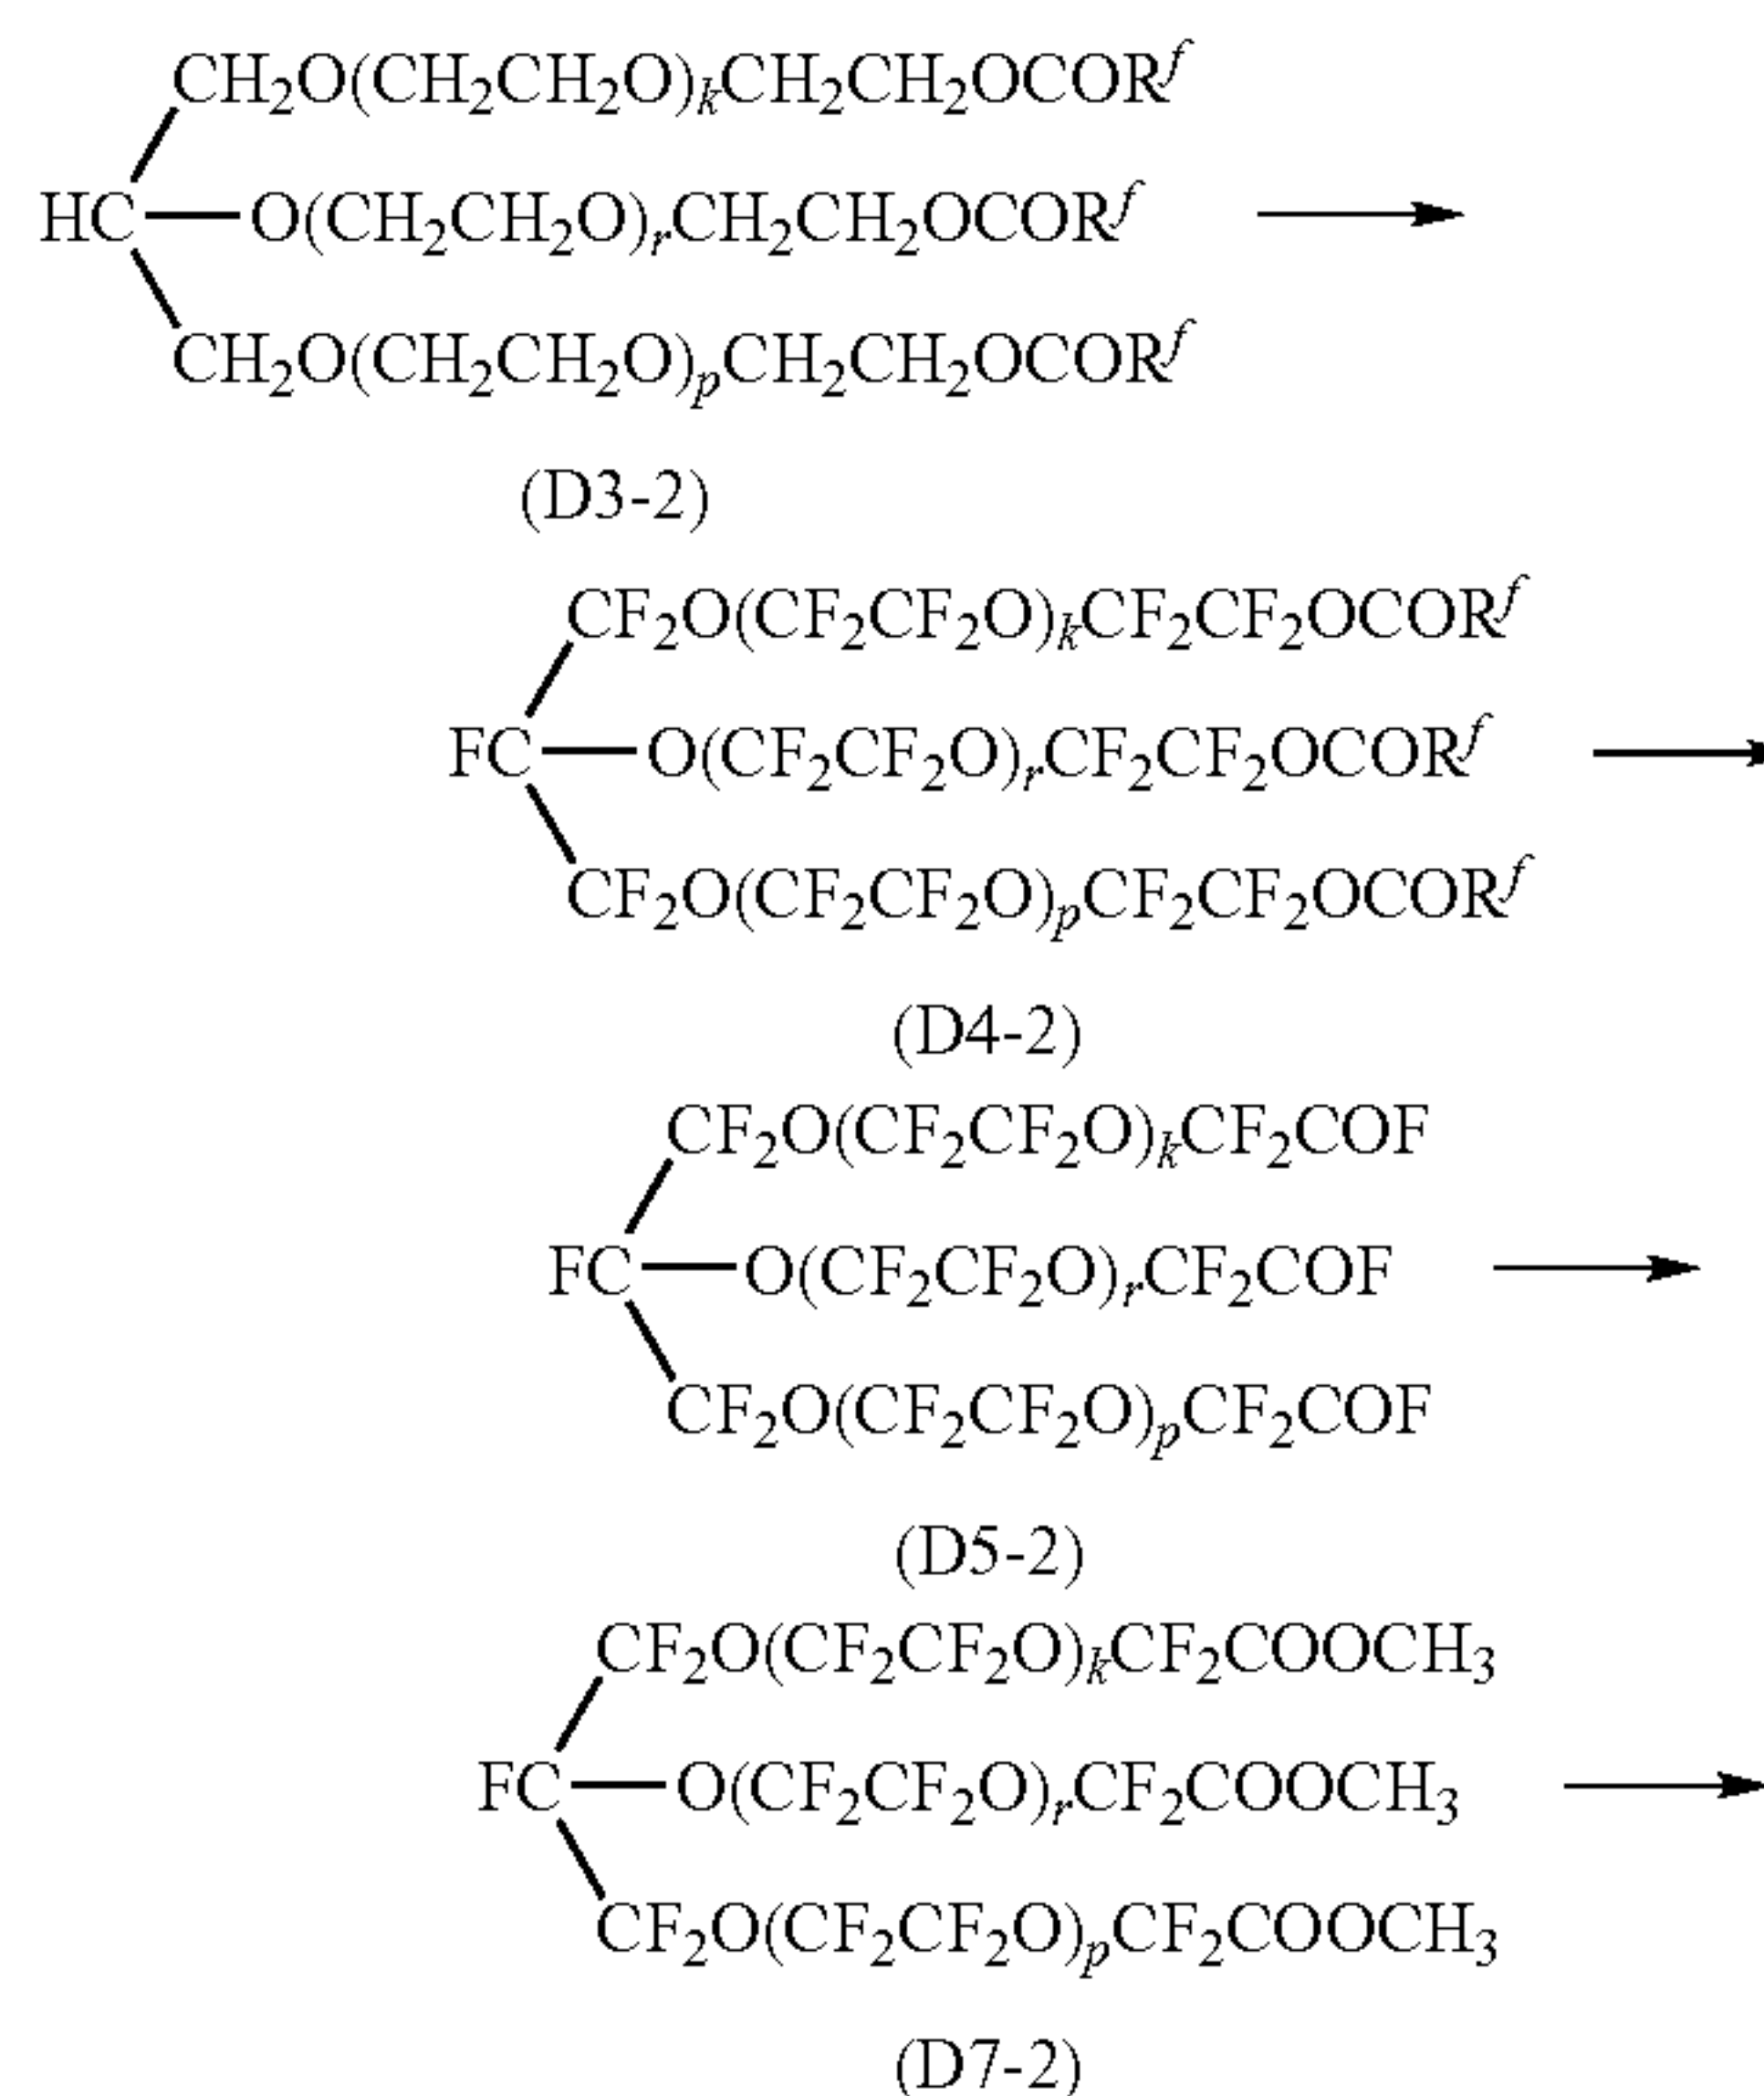 CH₂O(CH₂CH₂O)ₖCH₂CH₂OCORᶠ
HC—O(CH₂CH₂O)ᵣCH₂CH₂OCORᶠ
CH₂O(CH₂CH₂O)ₚCH₂CH₂OCORᶠ
(D3-2)
CF₂O(CF₂CF₂O)ₖCF₂CF₂OCORᶠ
FC—O(CF₂CF₂O)ᵣCF₂CF₂OCORᶠ
CF₂O(CF₂CF₂O)ₚCF₂CF₂OCORᶠ
(D4-2)
CF₂O(CF₂CF₂O)ₖCF₂COF
FC—O(CF₂CF₂O)ᵣCF₂COF
CF₂O(CF₂CF₂O)ₚCF₂COF
(D5-2)
CF₂O(CF₂CF₂O)ₖCF₂COOCH₃
FC—O(CF₂CF₂O)ᵣCF₂COOCH₃
CF₂O(CF₂CF₂O)ₚCF₂COOCH₃
(D7-2)